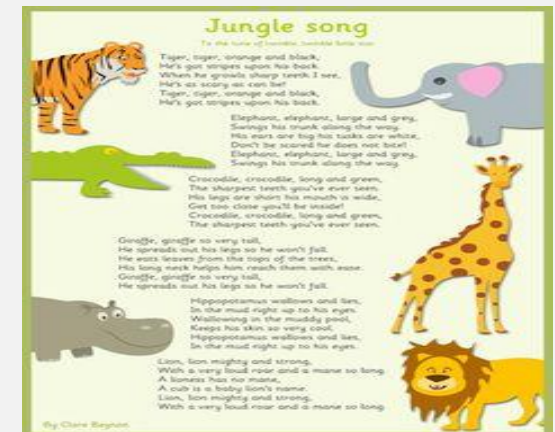 Jungle song
To the tune of twinkle, twinkle little star
Tiger, tiger, orange and black,
He's got stripes upon his back.
When he growls sharp teeth I see,
He's as scary as can be!
Tiger, tiger, orange and black,
He's got stripes upon his back.
Elephant, elephant, large and grey,
Swings his trunk along the way.
His ears are big his tusks are white,
Don't be scared he does not bite!
Elephant, elephant, large and grey,
Swings his trunk along the way.
Crocodile, crocodile, long and green,
The sharpest teeth you've ever seen.
His legs are short his mouth is wide,
Get too close you'll be inside!
Crocodile, crocodile, long and green,
The sharpest teeth you've ever seen.
Giraffe, giraffe so very tall,
He spreads out his legs so he won't fall.
He eats leaves from the tops of the trees,
His long neck helps him reach them with ease.
Giraffe, giraffe so very tall,
He spreads out his legs so he won't fall.
Hippopotamus wallows and lies,
In the mud right up to his eyes.
Wallowing in the muddy pool,
Keeps his skin so very cool.
Hippopotamus wallows and lies,
In the mud right up to his eyes.
Lion, lion mighty and strong,
With a very loud roar and a mane so long.
A lioness has no mane,
A cub is a baby lion's name.
Lion, lion mighty and strong,
With a very loud roar and a mane so long.
By Clare Beynon